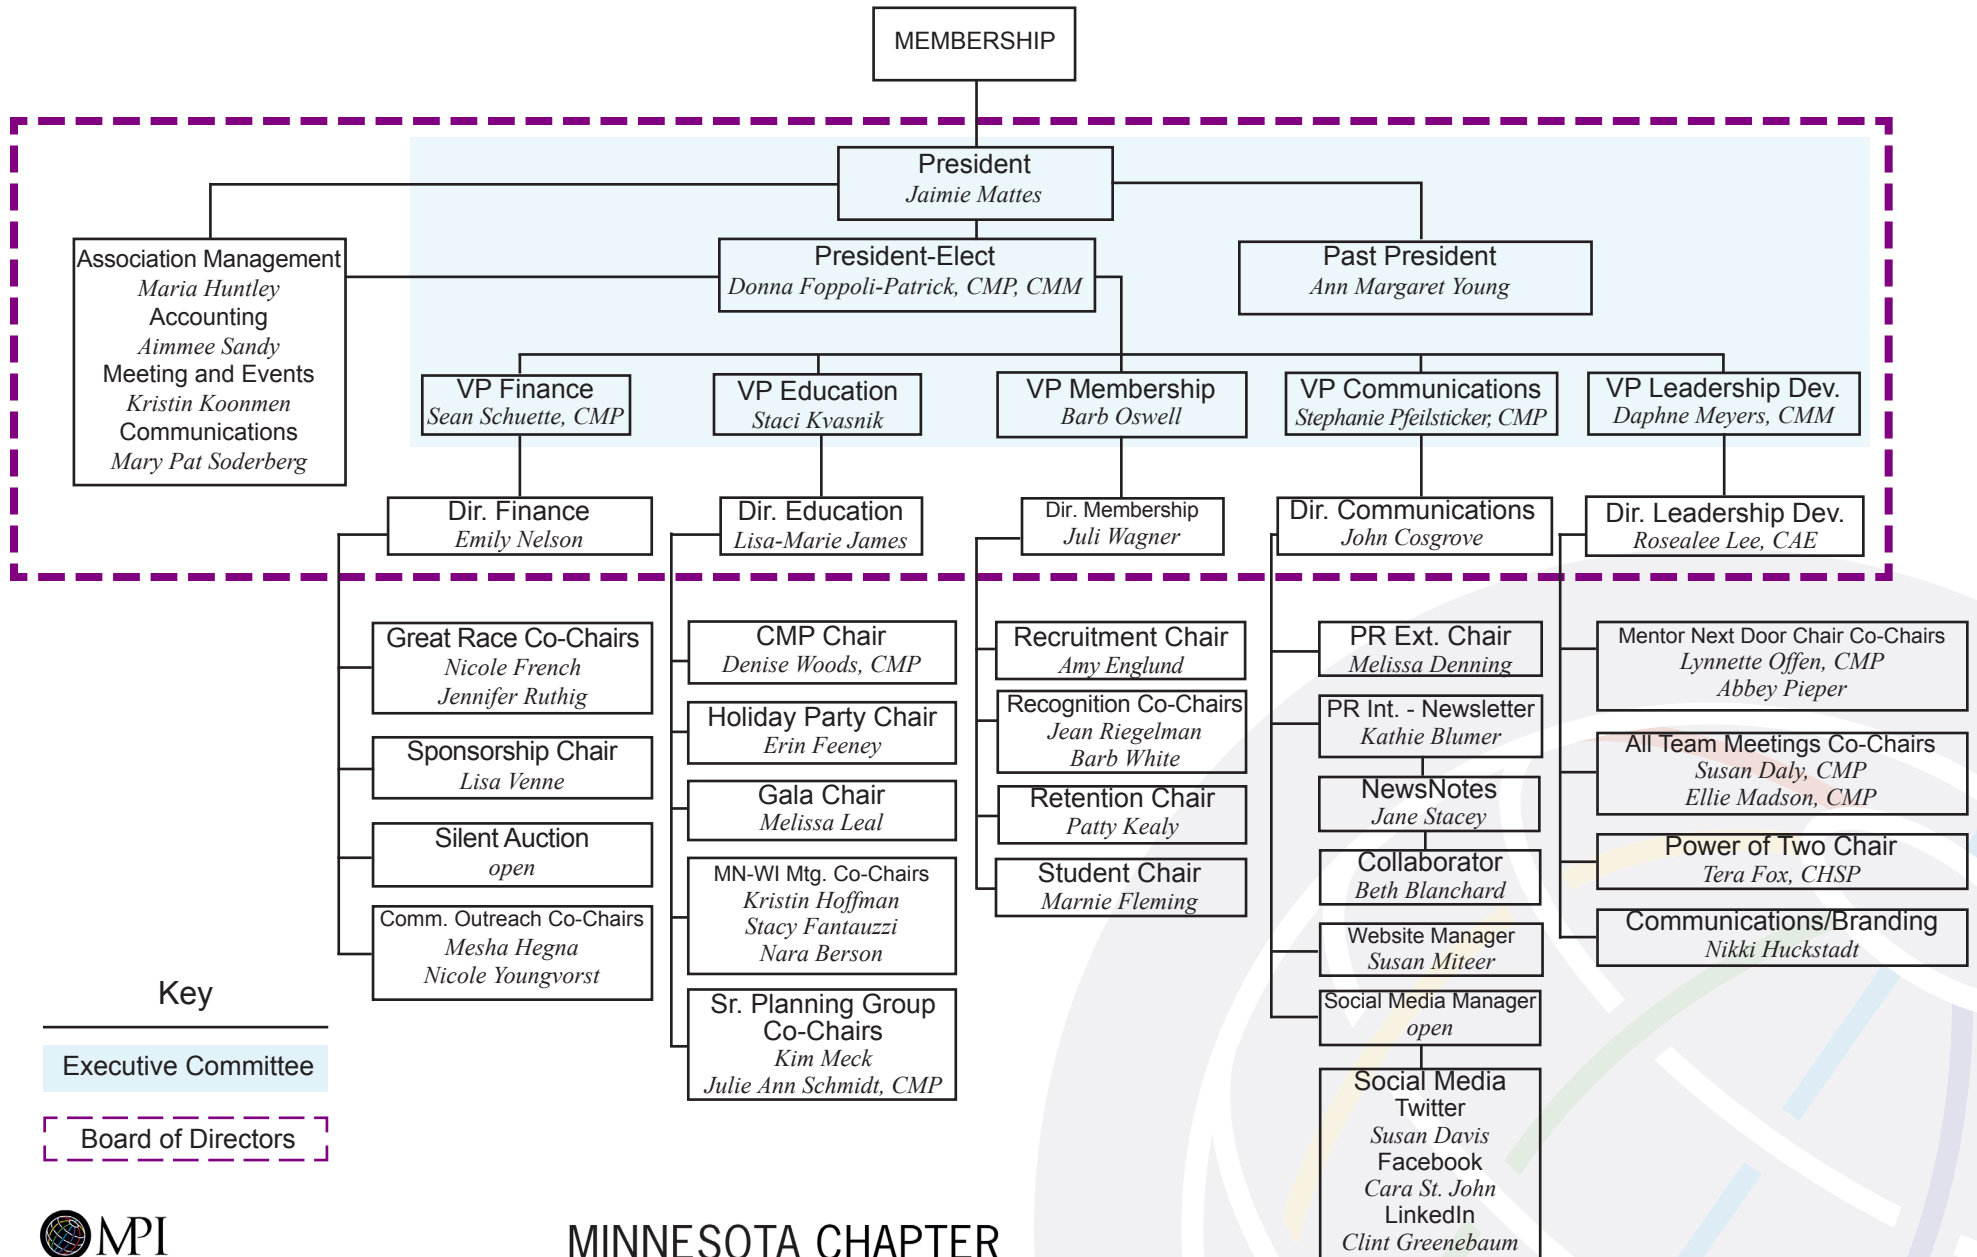 MEMBERSHIP
President
Jaimie Mattes
Association Management
Maria Huntley
Accounting
Aimmee Sandy
Meeting and Events
Kristin Koonmen
Communications
Mary Pat Soderberg
President-Elect
Donna Foppoli-Patrick, CMP, CMM
Past President
Ann Margaret Young
VP Finance
Sean Schuette, CMP
VP Education
Staci Kvasnik
VP Membership
Barb Oswell
VP Communications
Stephanie Pfeilsticker, CMP
VP Leadership Dev.
Daphne Meyers, CMM
Dir. Finance
Emily Nelson
Dir. Education
Lisa-Marie James
Dir. Membership
Juli Wagner
Dir. Communications
John Cosgrove
Dir. Leadership Dev.
Rosealee Lee, CAE
Great Race Co-Chairs
Nicole French
Jennifer Ruthig
Sponsorship Chair
Lisa Venne
Silent Auction
open
Comm. Outreach Co-Chairs
Mesha Hegna
Nicole Youngvorst
CMP Chair
Denise Woods, CMP
Holiday Party Chair
Erin Feeney
Gala Chair
Melissa Leal
MN-WI Mtg. Co-Chairs
Kristin Hoffman
Stacy Fantauzzi
Nara Berson
Sr. Planning Group
Co-Chairs
Kim Meck
Julie Ann Schmidt, CMP
Recruitment Chair
Amy Englund
Recognition Co-Chairs
Jean Riegelman
Barb White
Retention Chair
Patty Kealy
Student Chair
Marnie Fleming
PR Ext. Chair
Melissa Denning
PR Int. - Newsletter
Kathie Blumer
NewsNotes
Jane Stacey
Collaborator
Beth Blanchard
Website Manager
Susan Miteer
Social Media Manager
open
Social Media
Twitter
Susan Davis
Facebook
Cara St. John
LinkedIn
Clint Greenebaum
Mentor Next Door Chair Co-Chairs
Lynnette Offen, CMP
Abbey Pieper
All Team Meetings Co-Chairs
Susan Daly, CMP
Ellie Madson, CMP
Power of Two Chair
Tera Fox, CHSP
Communications/Branding
Nikki Huckstadt
Key
Executive Committee
Board of Directors
MPI
MINNESOTA CHAPTER